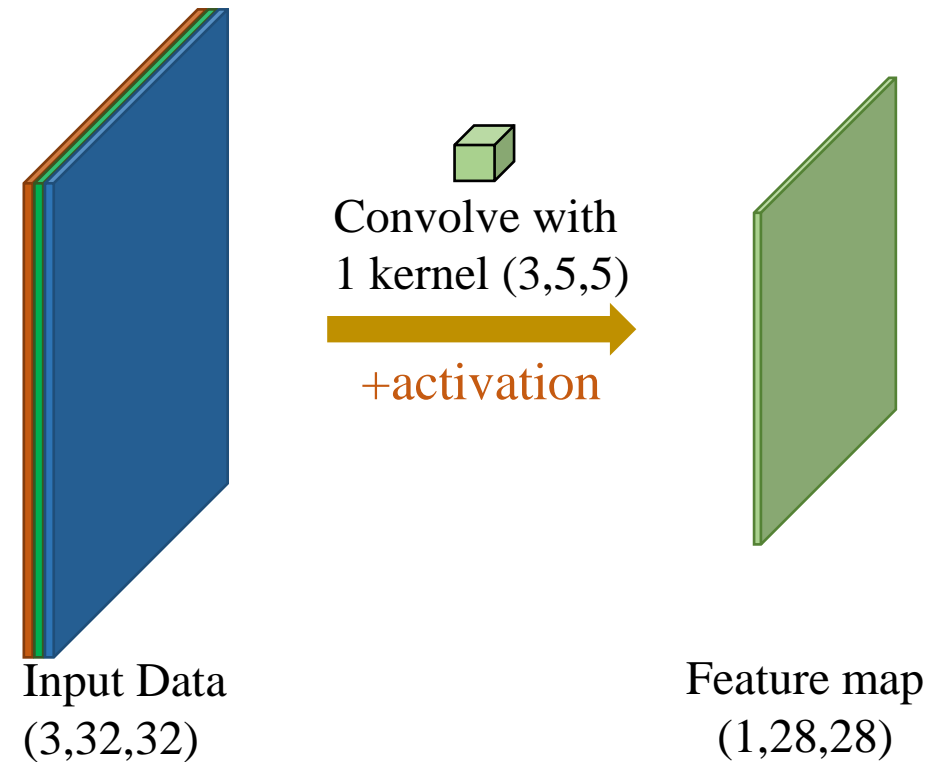 Convolve with
1 kernel (3,5,5)
+activation
Input Data
(3,32,32)
Feature map
(1,28,28)